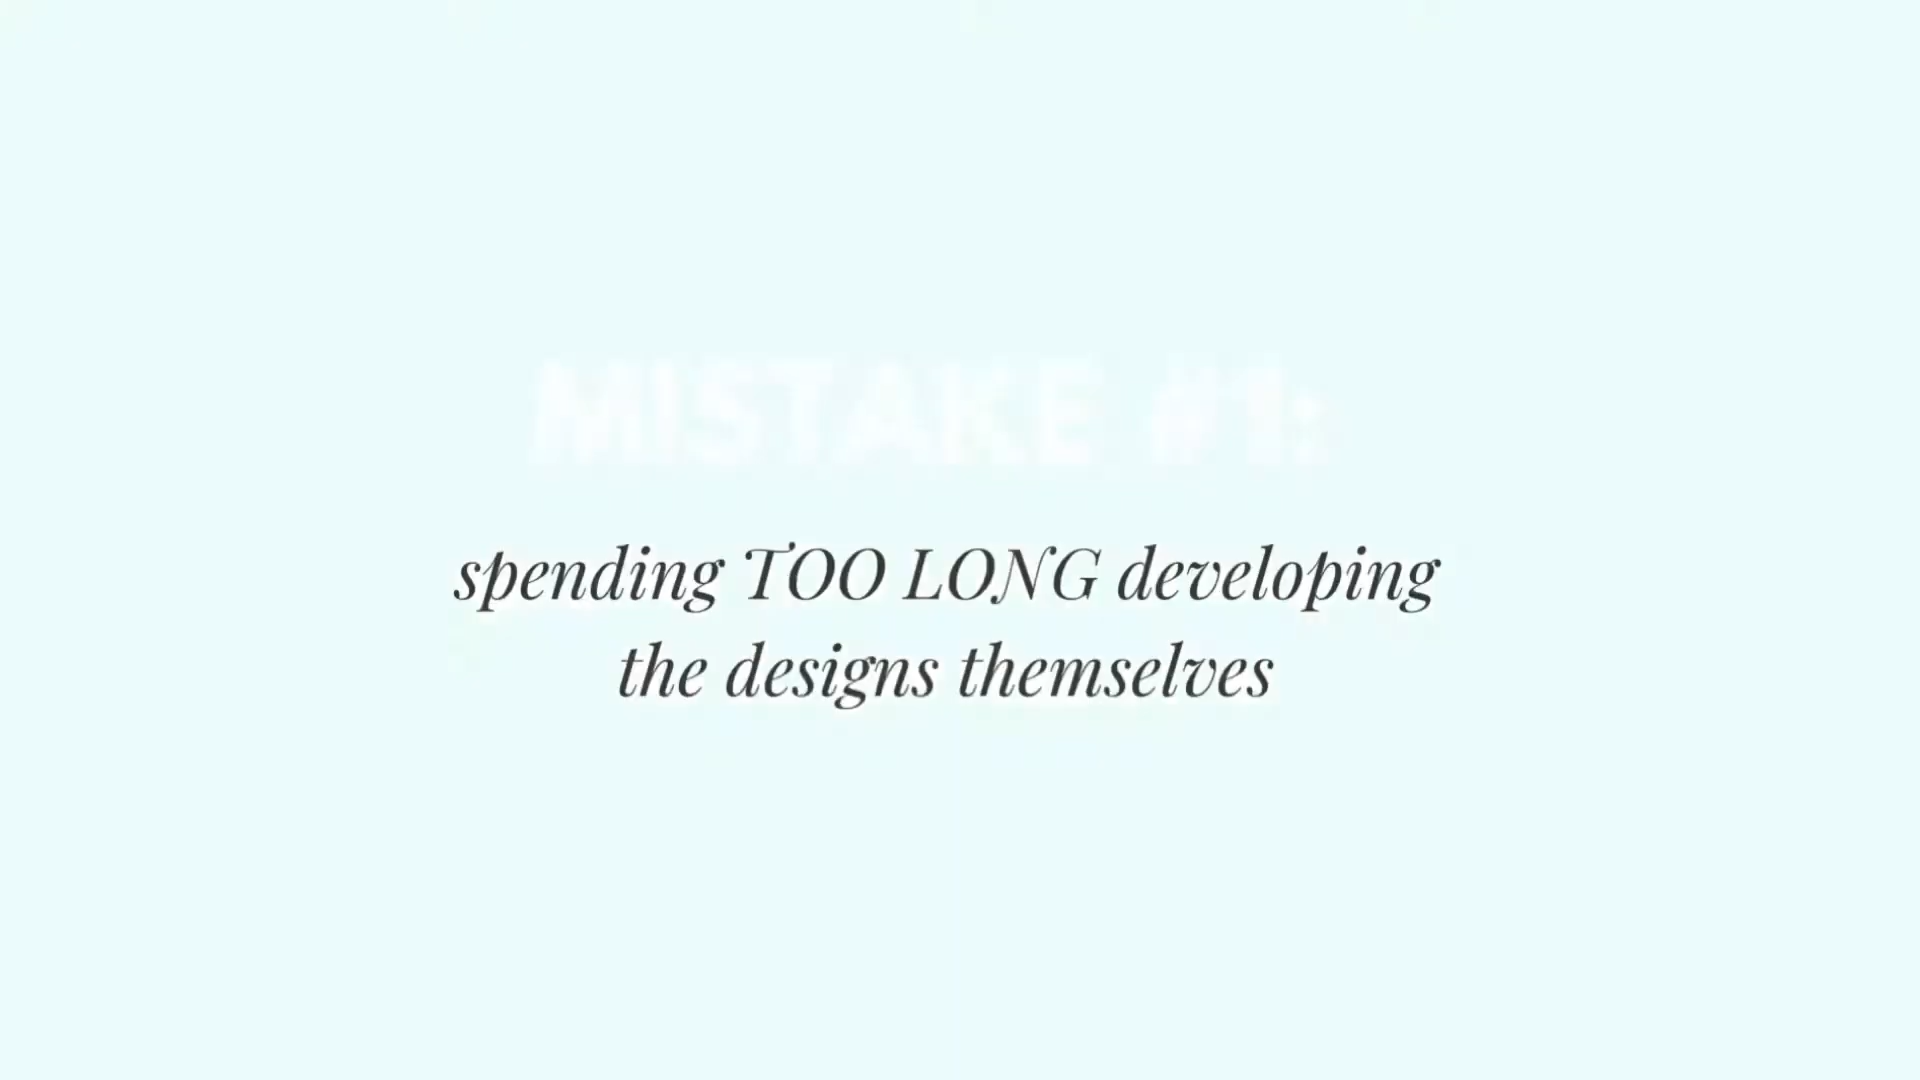 MISTAKE #1:
spending TOO LONG developing
the designs themselves